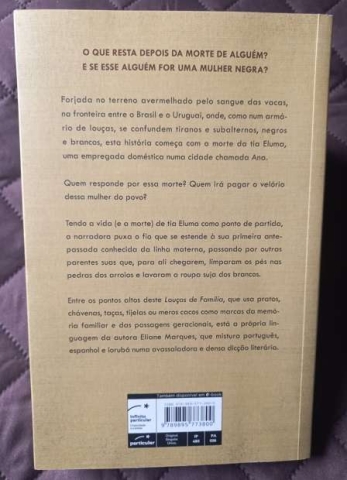 O QUE RESTA DEPOIS DA MORTE DE ALGUÉM?
E SE ESSE ALGUÉM FOR UMA MULHER NEGRA?
Forjada no terreno avermelhado pelo sangue das vacas,
na fronteira entre o Brasil e o Uruguai, onde, como num armá-
rio de louças, se confundem tiranos e subalternos, negros
e brancos, esta história começa com a morte da tia Eluma,
uma empregada doméstica numa cidade chamada Ana.
Quem responde por essa morte? Quem irá pagar o velório
dessa mulher do povo?
Tendo a vida (e a morte) de tia Eluma como ponto de partida,
a narradora puxa o fio que se estende à sua primeira ante-
passada conhecida da linha materna, passando por outros
parentes suas que, para ali chegarem, limparam os pés nas
pedras dos arroios e lavaram a roupa suja dos brancos.
Entre os pontos altos deste Louças de Família, que usa pratos,
chávenas, taças, tijelas ou meros cacos como marcas da memó-
ria familiar e das passagens geracionais, está a própria lin-
guagem da autora Eliane Marques, que mistura português,
espanhol e iorubá numa avassaladora e densa dicção literária.
Também disponível em e-book
infinito
particular
particular